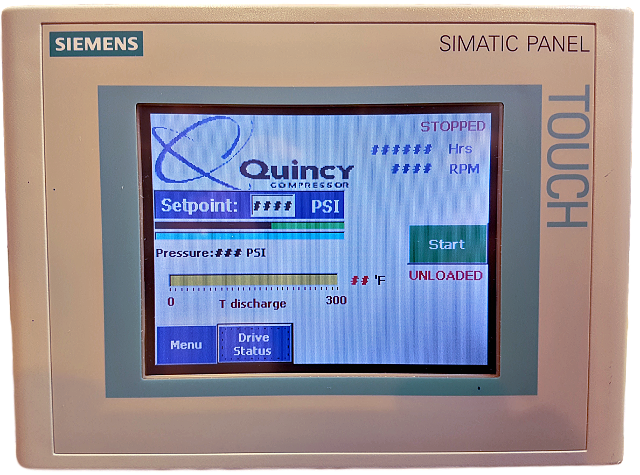 SIEMENS
SIMATIC PANEL
TOUCH
STOPPED
###### Hrs
#### RPM
Quincy
COMPRESSOR
Setpoint: #### PSI
Start
Pressure:### PSI
UNLOADED
## °F
0 T discharge 300
Menu
Drive
Status